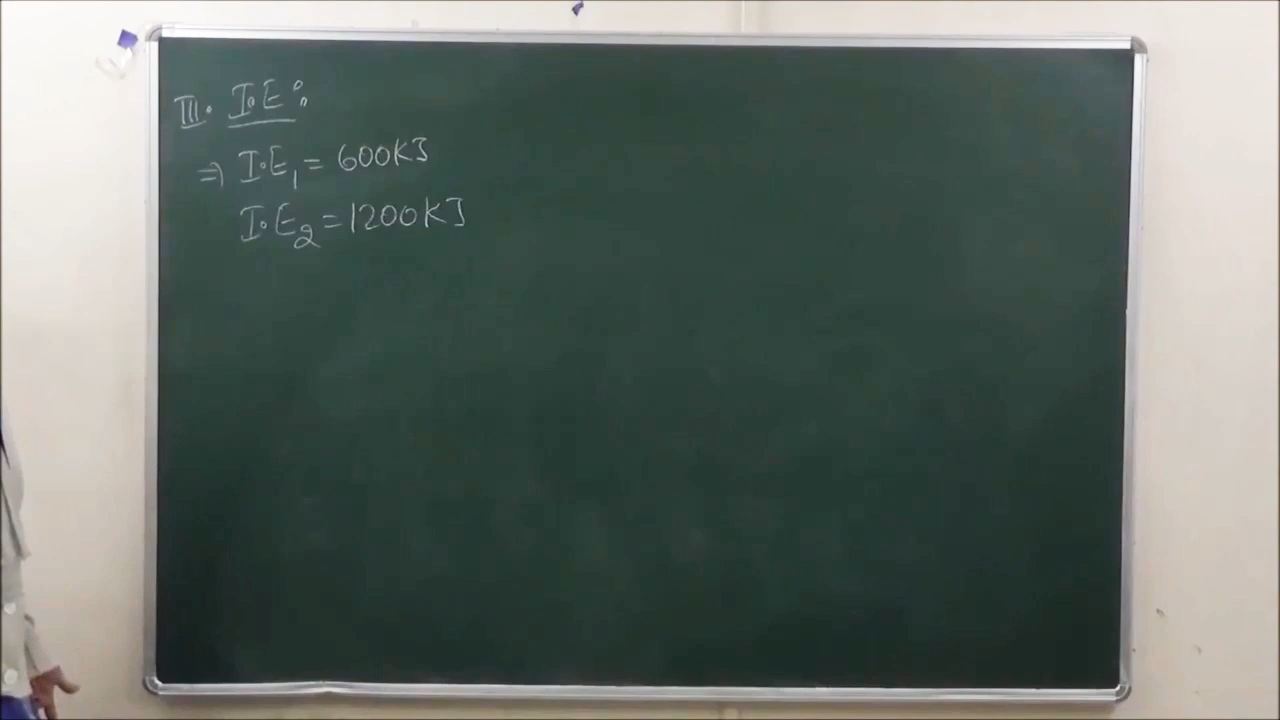 III. I.E:
⇒ I.E₁ = 600KJ
I.E₂ = 1200KJ